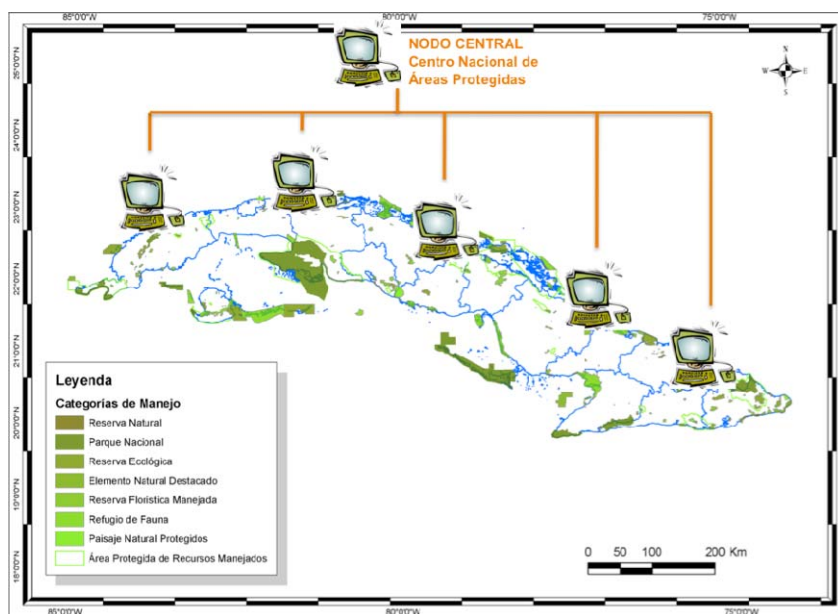 85°0'0"W 80°0'0"W 75°0'0"W
NODO CENTRAL
Centro Nacional de
Áreas Protegidas
N
W E
S
25°0'0"N
24°0'0"N
23°0'0"N
22°0'0"N
21°0'0"N
20°0'0"N
19°0'0"N
18°0'0"N
Leyenda
Categorías de Manejo
Reserva Natural
Parque Nacional
Reserva Ecológica
Elemento Natural Destacado
Reserva Florística Manejada
Refugio de Fauna
Paisaje Natural Protegidos
Área Protegida de Recursos Manejados
0 50 100 200 Km
85°0'0"W 80°0'0"W 75°0'0"W